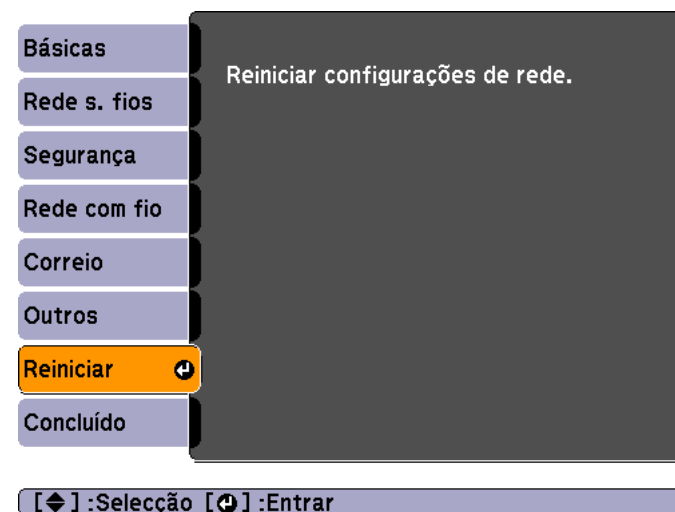 Básicas
Rede s. fios
Segurança
Rede com fio
Correio
Outros
Reiniciar
Concluído
Reiniciar configurações de rede.
[◆] :Selecção [↵] :Entrar